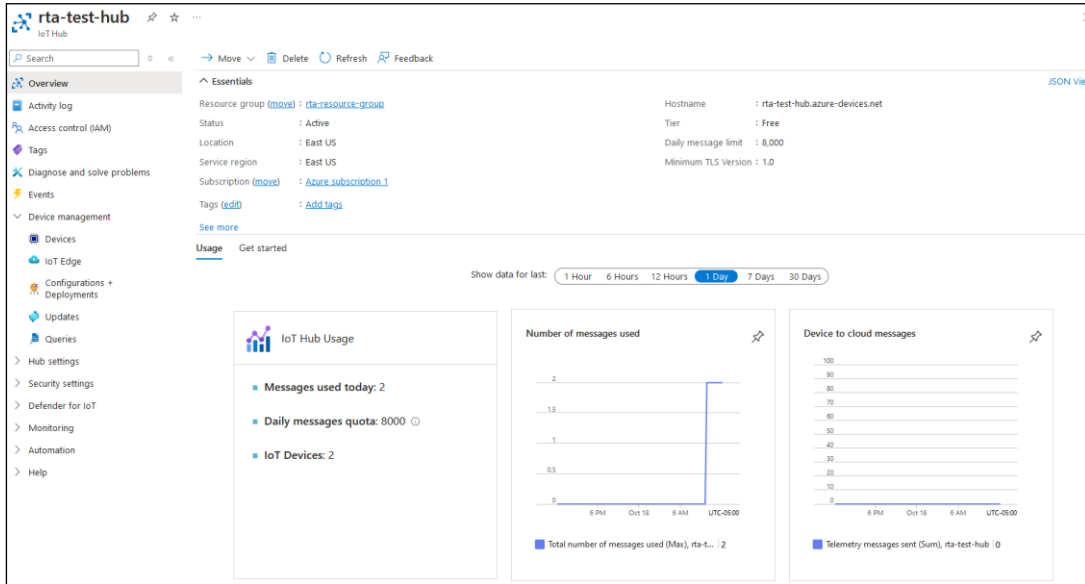 rta-test-hub
IoT Hub
Search
Overview
Activity log
Access control (IAM)
Tags
Diagnose and solve problems
Events
Device management
Devices
IoT Edge
Configurations +
Deployments
Updates
Queries
Hub settings
Security settings
Defender for IoT
Monitoring
Automation
Help
Move Delete Refresh Feedback
Essentials
JSON Vie
Resource group (move) : rta-resource-group
Status : Active
Location : East US
Service region : East US
Subscription (move) : Azure subscription 1
Tags (edit) : Add tags
See more
Hostname : rta-test-hub.azure-devices.net
Tier : Free
Daily message limit : 8,000
Minimum TLS Version : 1.0
Usage Get started
Show data for last: 1 Hour 6 Hours 12 Hours 1 Day 7 Days 30 Days
IoT Hub Usage
Messages used today: 2
Daily messages quota: 8000
IoT Devices: 2
Number of messages used
2
1.5
1
0.5
0
6 PM Oct 18 6 AM UTC-05:00
Total number of messages used (Max), rta-t... 2
Device to cloud messages
100
90
80
70
60
50
40
30
20
10
0
6 PM Oct 18 6 AM UTC-05:00
Telemetry messages sent (Sum), rta-test-hub 0